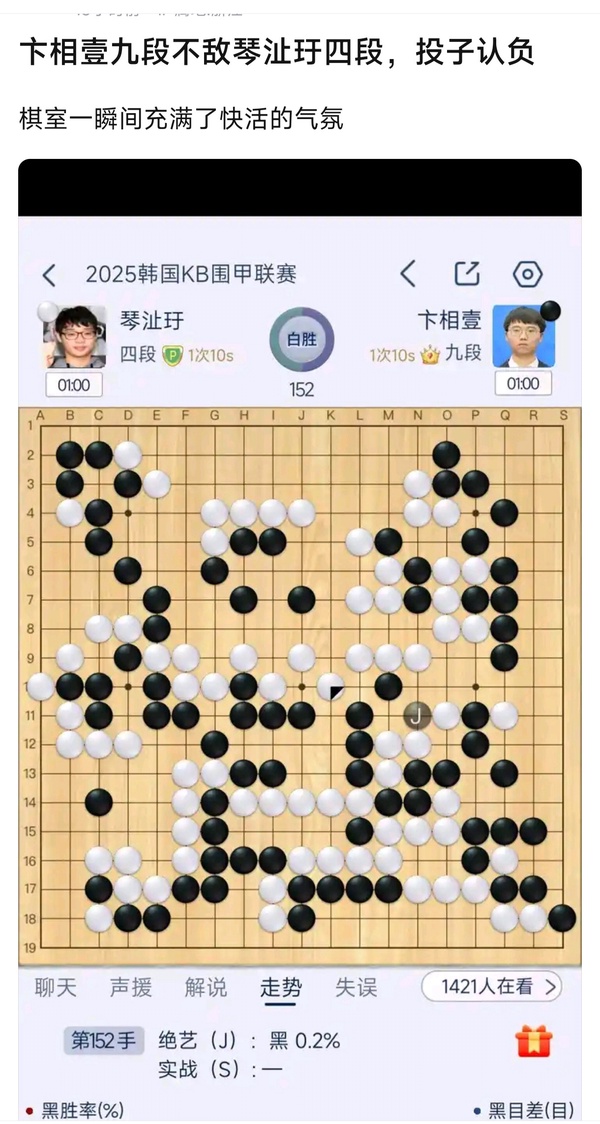 卞相壹九段不敌琴沚玗四段，投子认负
棋室一瞬间充满了快活的气氛
2025韩国KB围甲联赛
琴沚玗
四段 P 1次10s
01:00
白胜
152
卞相壹
1次10s 九段
01:00
A B C D E F G H I J K L M N O P Q R S
1
2
3
4
5
6
7
8
9
1
11 J
12
13
14
15
16
17
18
19
聊天 声援 解说 走势 失误 1421人在看
第152手 绝艺（J）: 黑 0.2%
实战（S）: —
黑胜率(%) 黑目差(目)